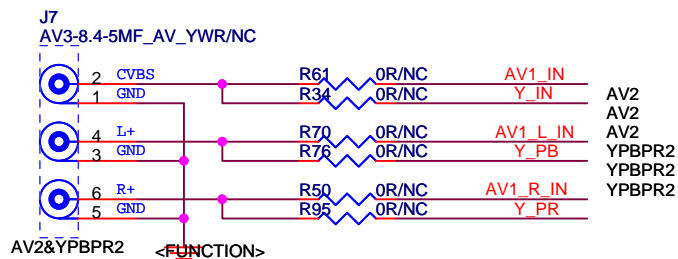 J7
AV3-8.4-5MF_AV_YWR/NC
2 CVBS R61 0R/NC AV1_IN
1 GND R34 0R/NC Y_IN AV2
AV2
4 L+ R70 0R/NC AV1_L_IN AV2
3 GND R76 0R/NC Y_PB YPBPR2
YPBPR2
6 R+ R50 0R/NC AV1_R_IN YPBPR2
5 GND R95 0R/NC Y_PR
AV2&YPBPR2 <FUNCTION>